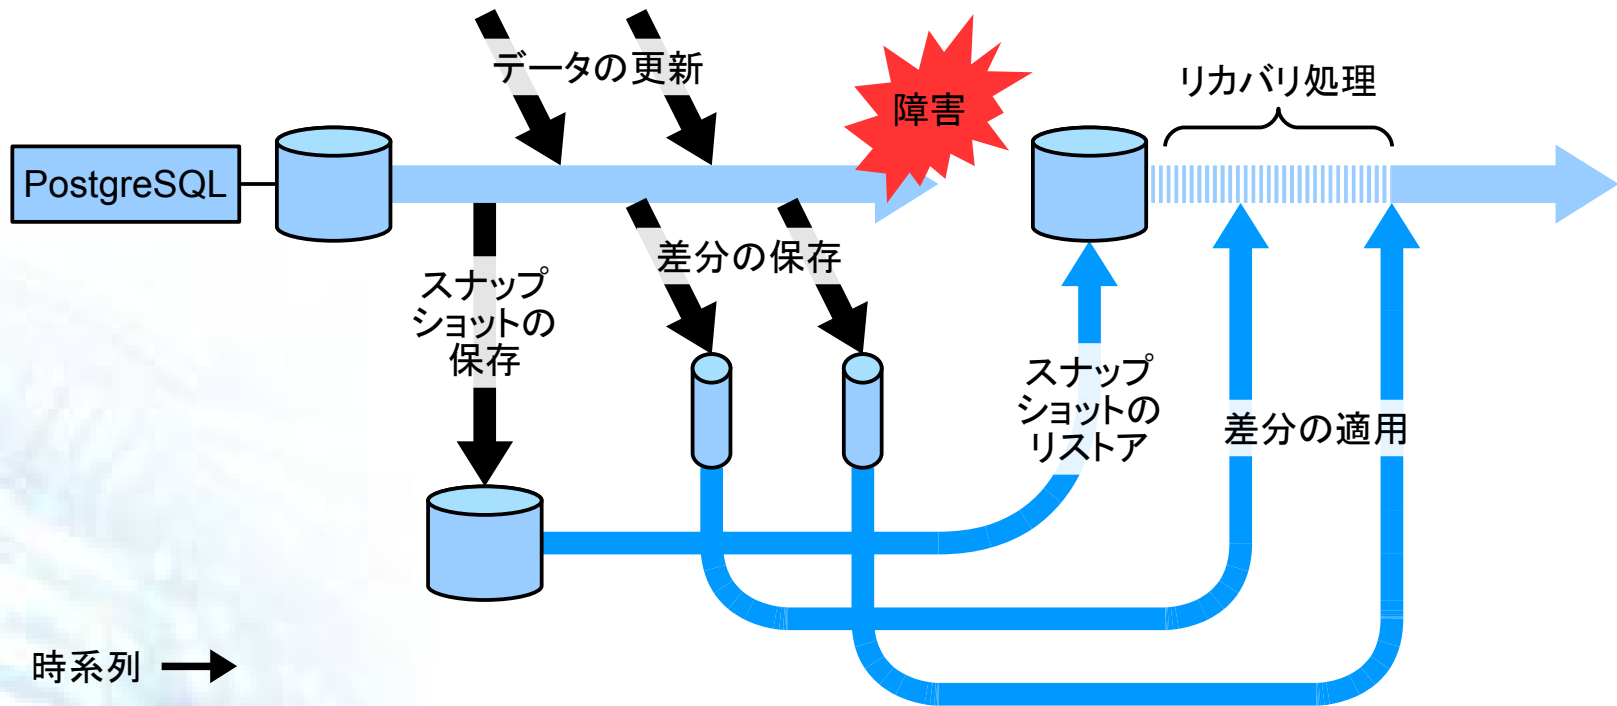 データの更新
障害
リカバリ処理
PostgreSQL
スナップ
ショットの
保存
差分の保存
スナップ
ショットの
リストア
差分の適用
時系列